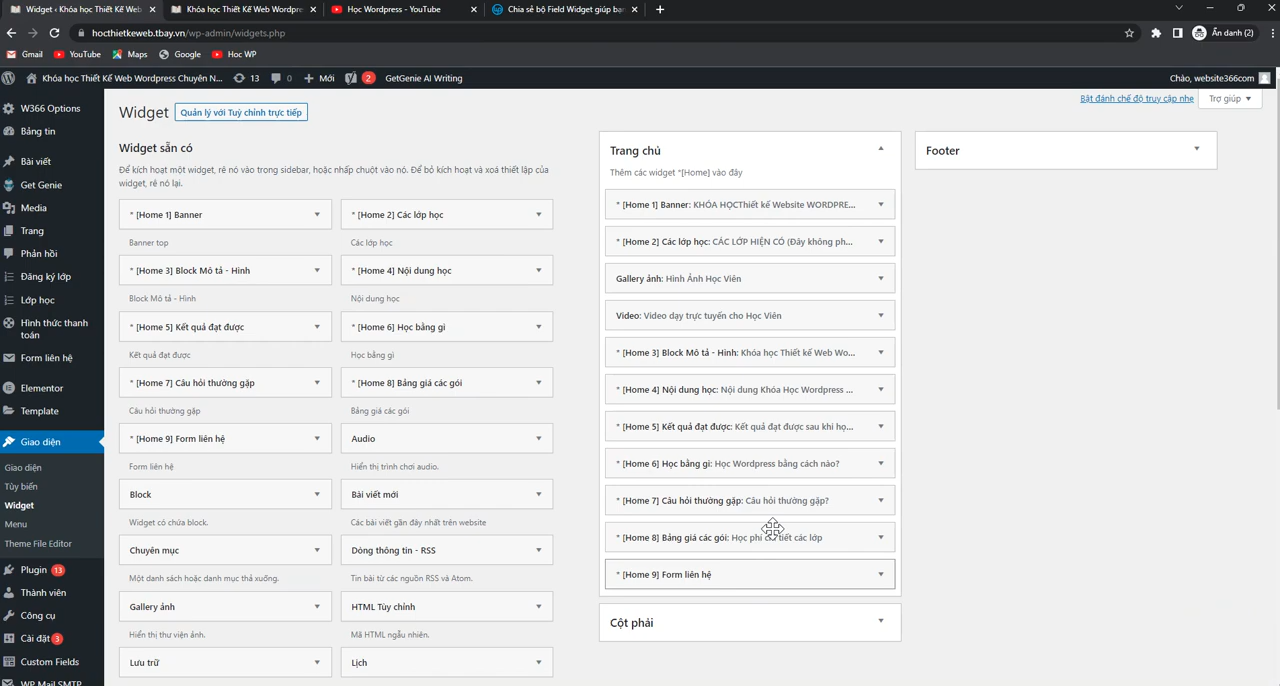 Widget ‹ Khóa học Thiết Kế Web
Khóa học Thiết Kế Web Wordpre
Học Wordpress - YouTube
Chia sẻ bộ Field Widget giúp bạ
hocthietkeweb.tbay.vn/wp-admin/widgets.php
Ẩn danh (2)
Gmail
YouTube
Maps
Google
Hoc WP
Khóa học Thiết Kế Web Wordpress Chuyên N...
13
0
Mới
2
GetGenie AI Writing
Chào, website366com
W366 Options
Bảng tin
Bài viết
Get Genie
Media
Trang
Phản hồi
Đăng ký lớp
Lớp học
Hình thức thanh
toán
Form liên hệ
Elementor
Template
Giao diện
Giao diện
Tùy biến
Widget
Menu
Theme File Editor
Plugin 13
Thành viên
Công cụ
Cài đặt 3
Custom Fields
WP Mail SMTP
Bật đánh chế độ truy cập nhẹ
Trợ giúp
Widget
Quản lý với Tuỳ chỉnh trực tiếp
Widget sẵn có
Để kích hoạt một widget, rê nó vào trong sidebar, hoặc nhấp chuột vào nó. Để bỏ kích hoạt và xoá thiết lập của
widget, rê nó lại.
* [Home 1] Banner
* [Home 2] Các lớp học
Banner top
Các lớp học
* [Home 3] Block Mô tả - Hình
* [Home 4] Nội dung học
Block Mô tả - Hình
Nội dung học
* [Home 5] Kết quả đạt được
* [Home 6] Học bằng gì
Kết quả đạt được
Học bằng gì
* [Home 7] Câu hỏi thường gặp
* [Home 8] Bảng giá các gói
Câu hỏi thường gặp
Bảng giá các gói
* [Home 9] Form liên hệ
Audio
Form liên hệ
Hiển thị trình chơi audio.
Block
Bài viết mới
Widget có chứa block.
Các bài viết gần đây nhất trên website
Chuyên mục
Dòng thông tin - RSS
Một danh sách hoặc danh mục thả xuống.
Tin bài từ các nguồn RSS và Atom.
Gallery ảnh
HTML Tùy chỉnh
Hiển thị thư viện ảnh.
Mã HTML ngẫu nhiên.
Lưu trữ
Lịch
Trang chủ
Thêm các widget *[Home] vào đây
* [Home 1] Banner: KHÓA HỌCThiết kế Website WORDPRE...
* [Home 2] Các lớp học: CÁC LỚP HIỆN CÓ (Đây không ph...
Gallery ảnh: Hình Ảnh Học Viên
Video: Video dạy trực tuyến cho Học Viên
* [Home 3] Block Mô tả - Hình: Khóa học Thiết kế Web Wo...
* [Home 4] Nội dung học: Nội dung Khóa Học Wordpress ...
* [Home 5] Kết quả đạt được: Kết quả đạt được sau khi họ...
* [Home 6] Học bằng gì: Học Wordpress bằng cách nào?
* [Home 7] Câu hỏi thường gặp: Câu hỏi thường gặp?
* [Home 8] Bảng giá các gói: Học phí tiết các lớp
* [Home 9] Form liên hệ
Cột phải
Footer